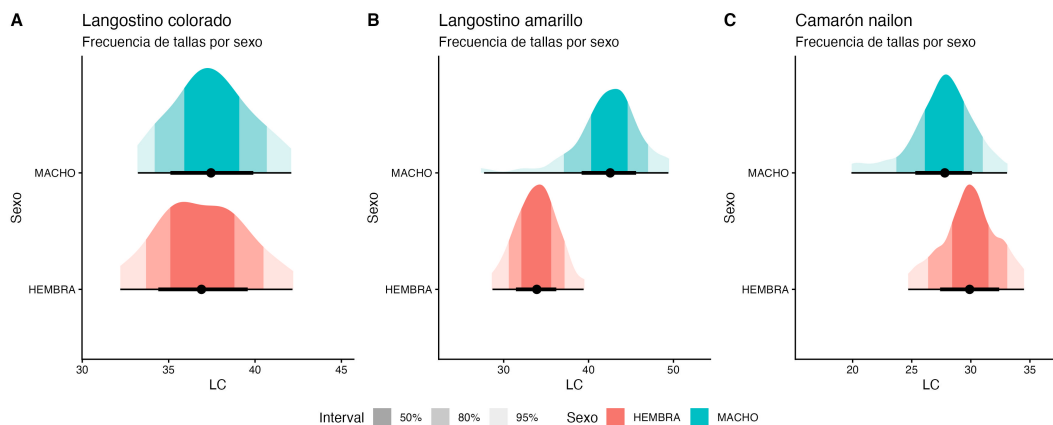 A
Langostino colorado
Frecuencia de tallas por sexo
Sexo
MACHO
HEMBRA
30
35
40
45
LC
B
Langostino amarillo
Frecuencia de tallas por sexo
Sexo
MACHO
HEMBRA
30
40
50
LC
C
Camarón nailon
Frecuencia de tallas por sexo
Sexo
MACHO
HEMBRA
20
25
30
35
LC
Interval 50% 80% 95% Sexo HEMBRA MACHO